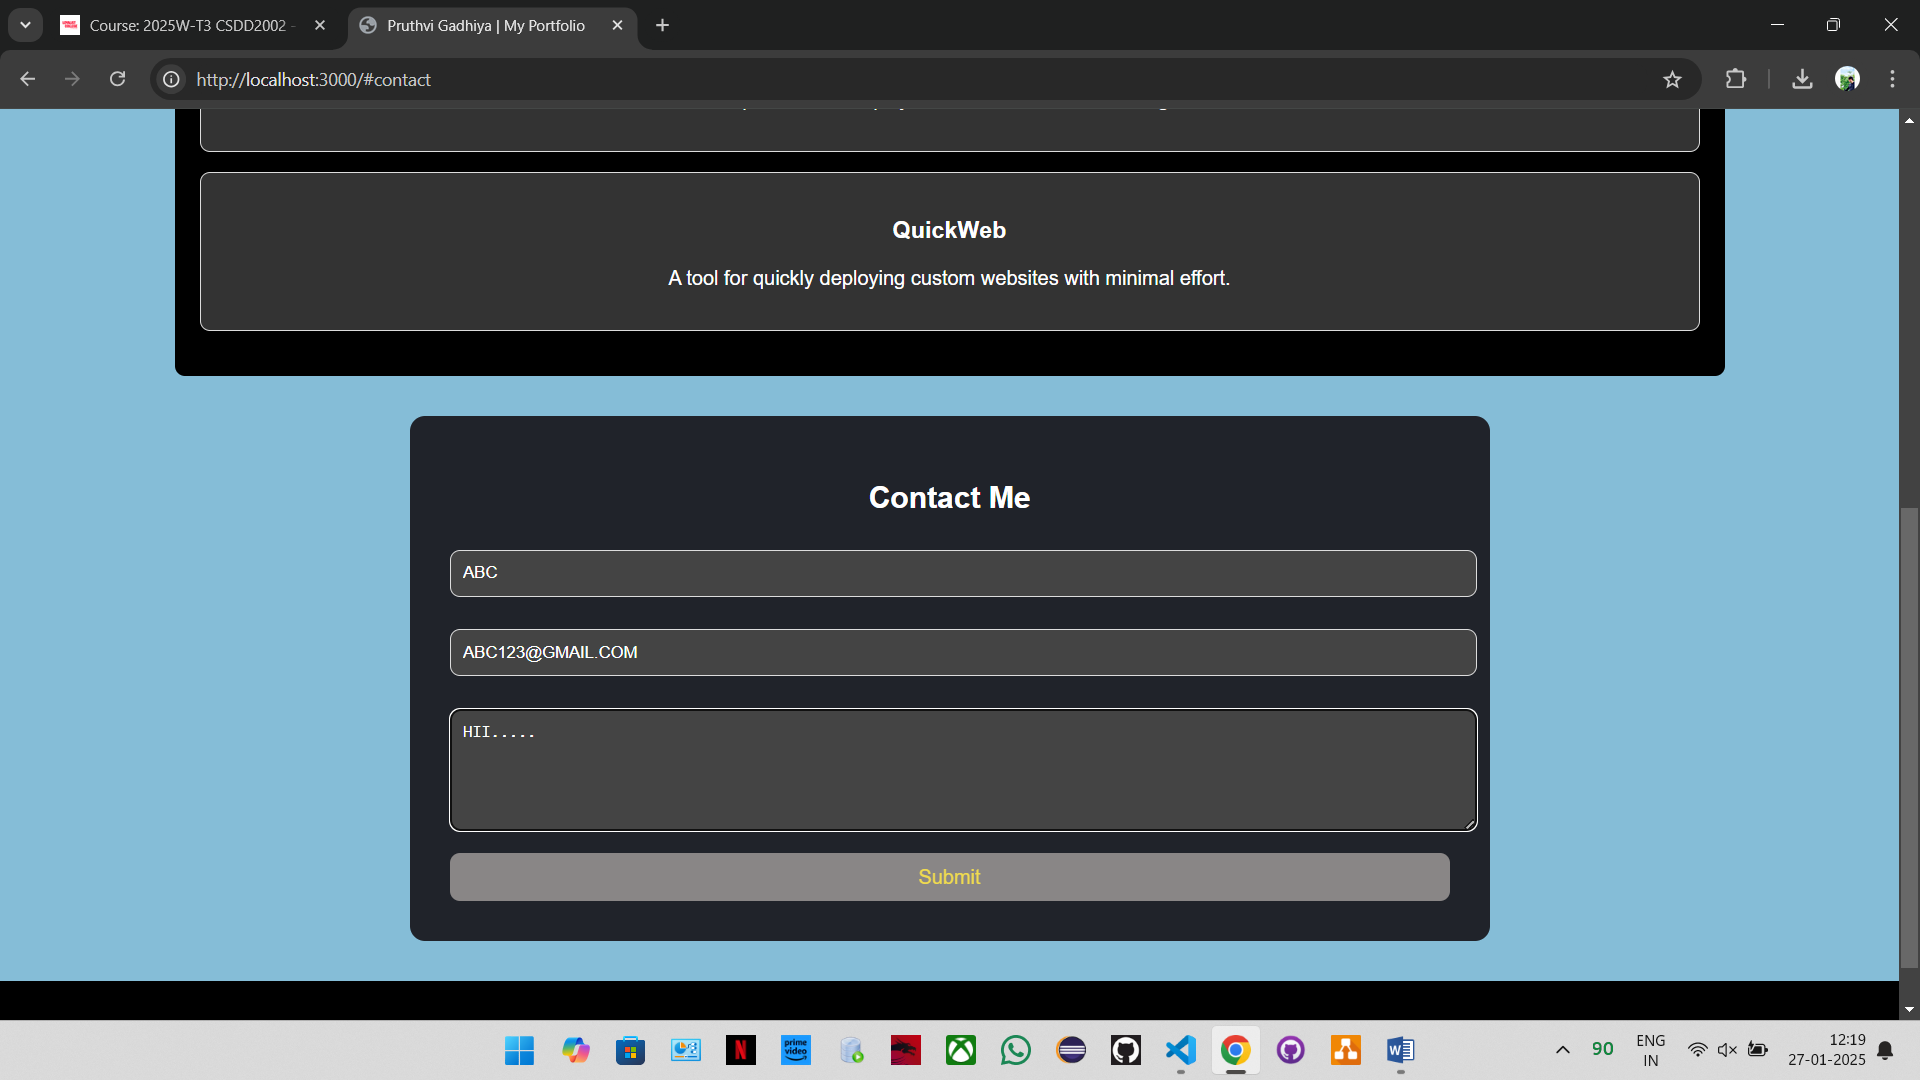 Course: 2025W-T3 CSDD2002 -
Pruthvi Gadhiya | My Portfolio
http://localhost:3000/#contact
QuickWeb
A tool for quickly deploying custom websites with minimal effort.
Contact Me
ABC
ABC123@GMAIL.COM
HII.....
Submit
N
prime
video
W
90
ENG
IN
12:19
27-01-2025